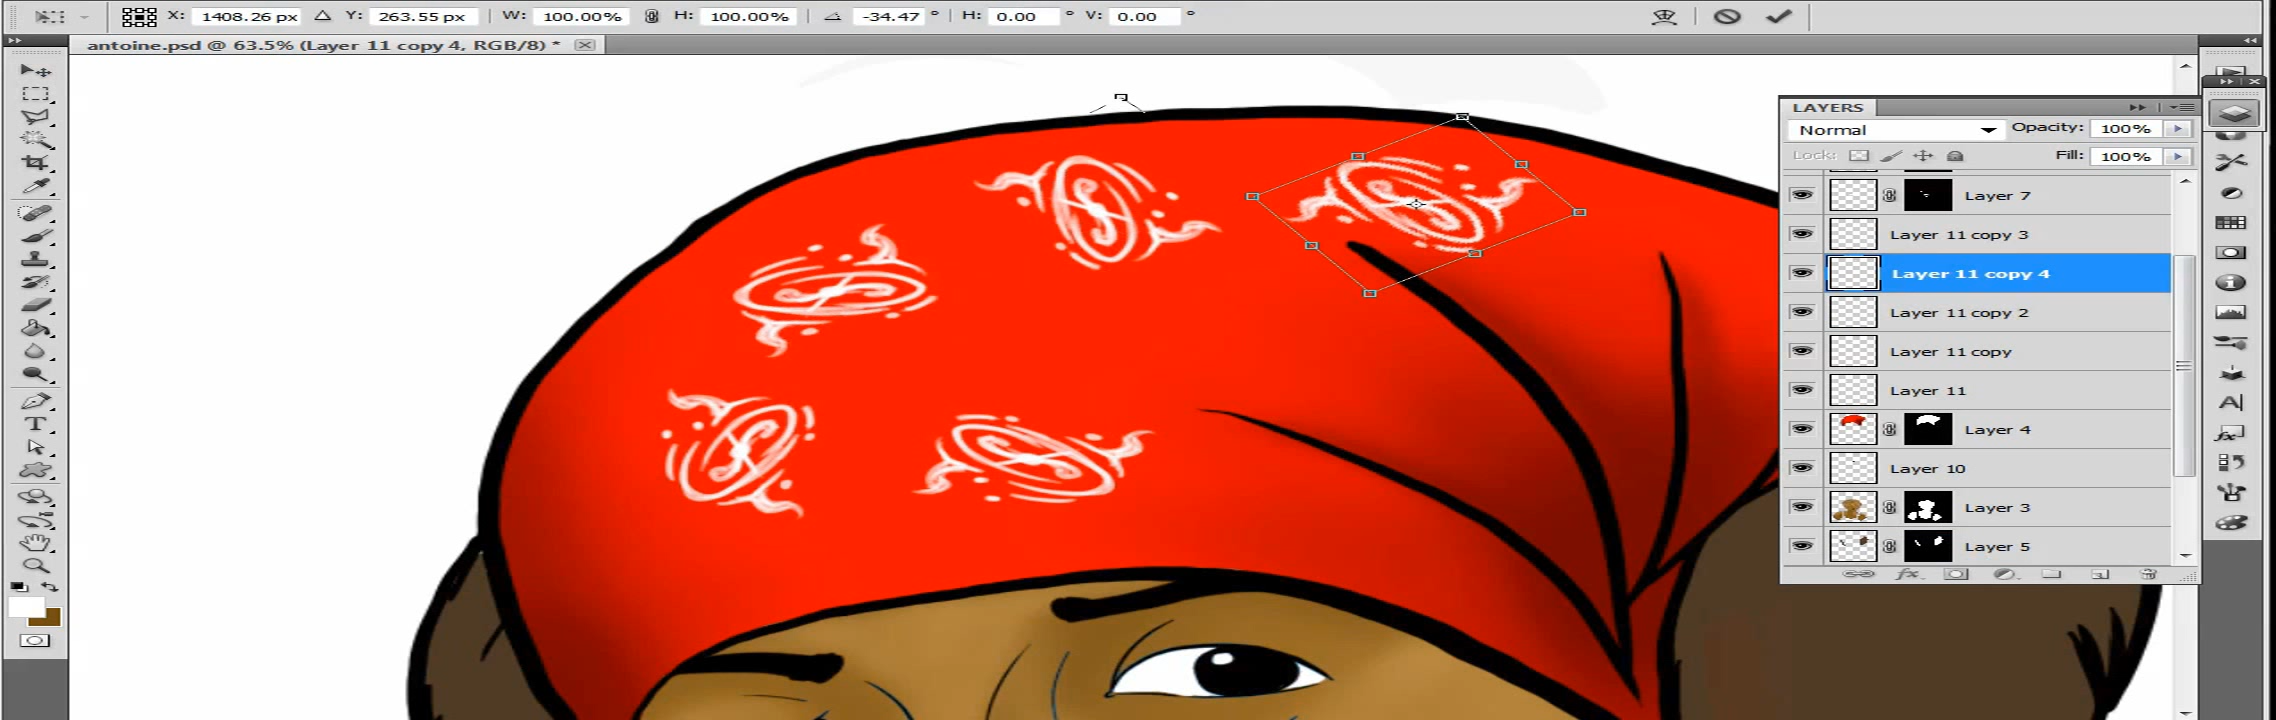 X: 1408.26 px Y: 263.55 px W: 100.00% H: 100.00% -34.47 ° H: 0.00 ° V: 0.00 °
antoine.psd @ 63.5% (Layer 11 copy 4, RGB/8) *
LAYERS
Normal Opacity: 100%
Lock: Fill: 100%
Layer 7
Layer 11 copy 3
Layer 11 copy 4
Layer 11 copy 2
Layer 11 copy
Layer 11
Layer 4
Layer 10
Layer 3
Layer 5